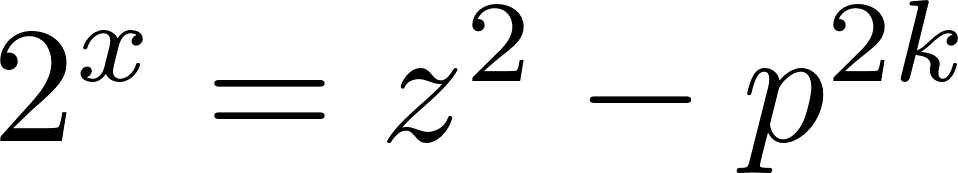 2^x = z^2 − p^{2k}